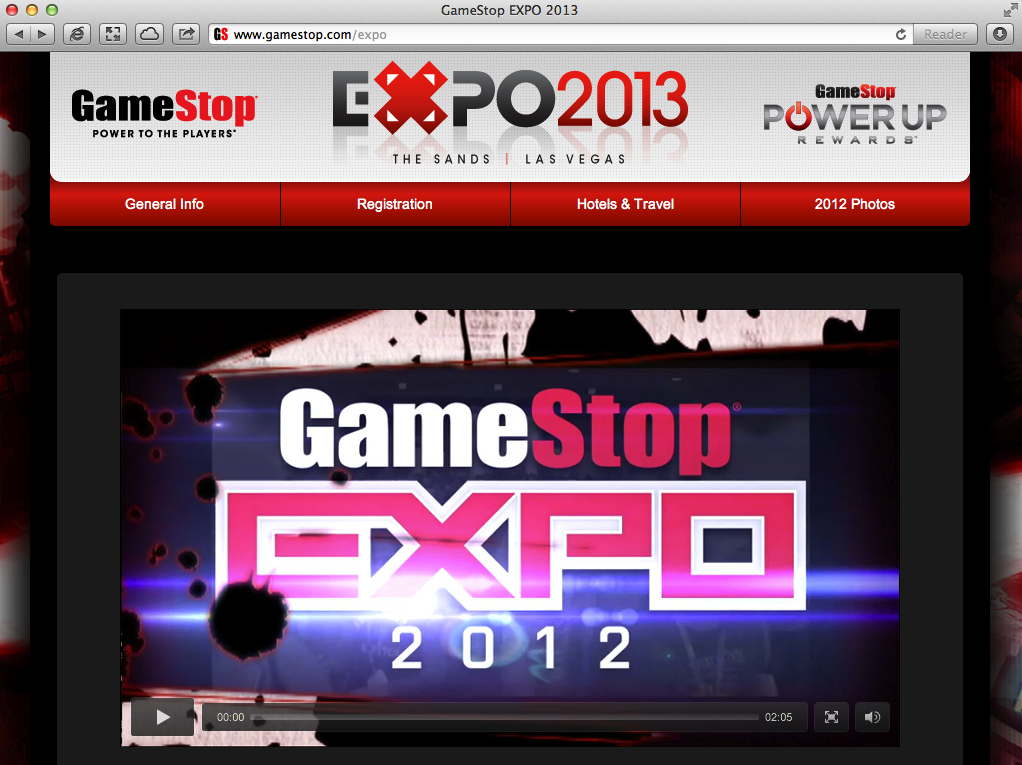 GameStop EXPO 2013
GS www.gamestop.com/expo
Reader
GameStop
POWER TO THE PLAYERS
EXPO2013
THE SANDS | LAS VEGAS
GameStop
POWER UP
REWARDS
General Info
Registration
Hotels & Travel
2012 Photos
GameStop®
EXPO
2012
00:00
02:05